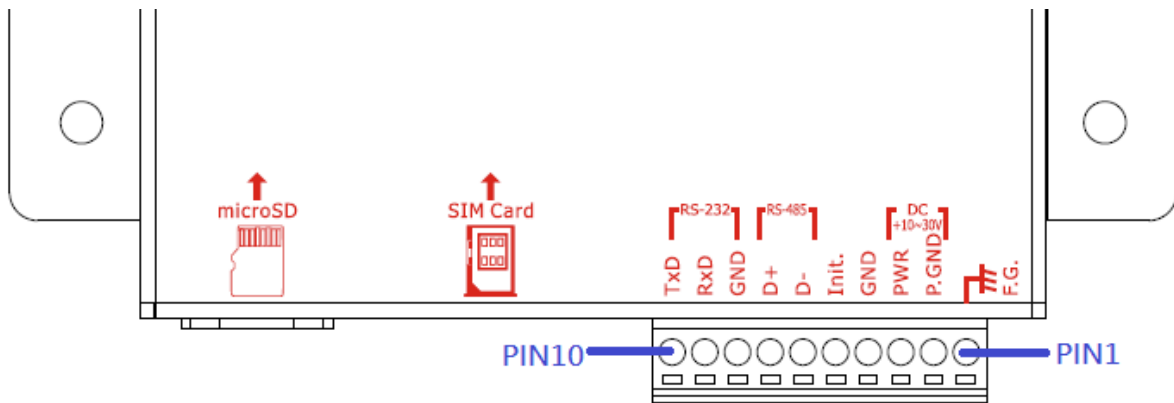 microSD
SIM Card
RS-232
RS-485
DC
+10~30V
TxD
RxD
GND
D+
D-
Init.
GND
PWR
P.GND
F.G.
PIN10
PIN1